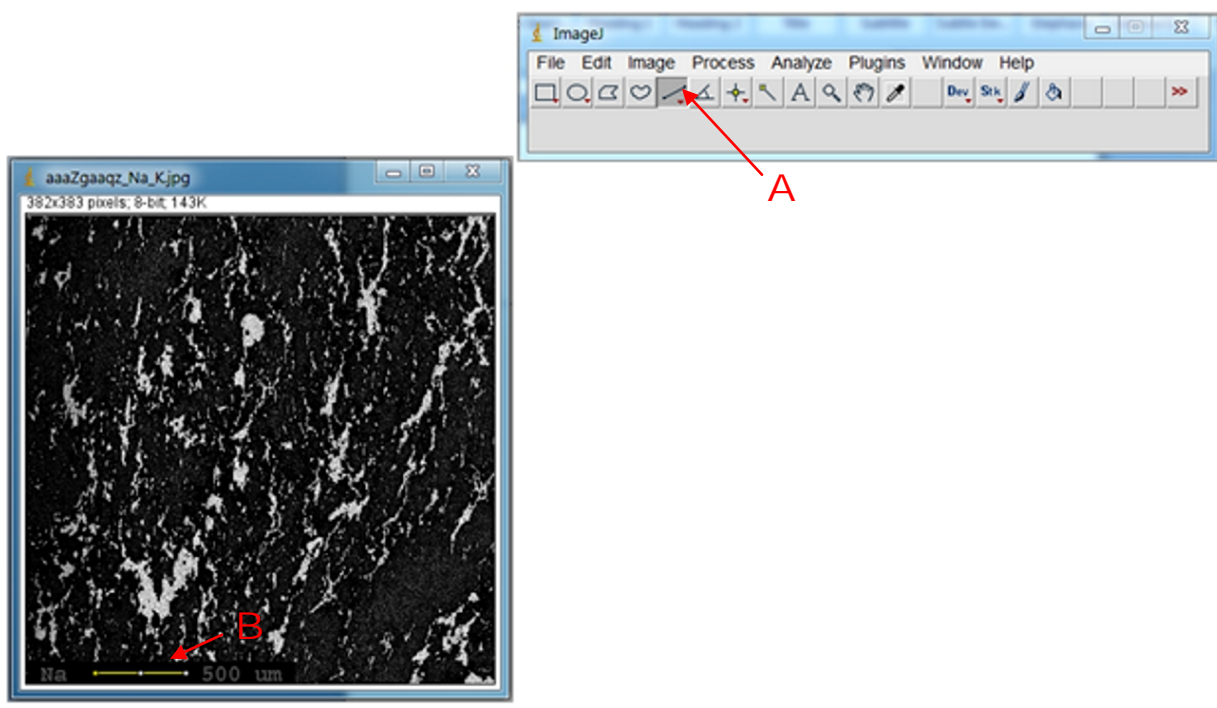 ImageJ
File Edit Image Process Analyze Plugins Window Help
A Dev Stk >>
A
aaaZgaaqz_Na_K.jpg
382x383 pixels; 8-bit; 143K
B
Na 500 um